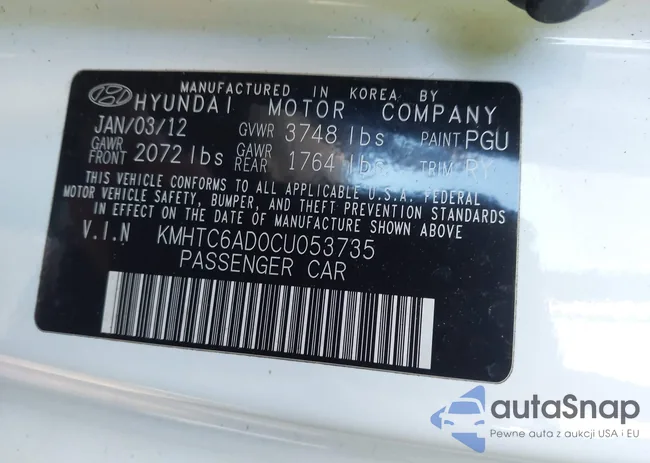 MANUFACTURED IN KOREA BY
HYUNDAI MOTOR COMPANY
JAN/03/12 GVWR 3748 lbs PAINT PGU
GAWR FRONT 2072 lbs GAWR REAR 1764 lbs TRIM RY
THIS VEHICLE CONFORMS TO ALL APPLICABLE U.S.A. FEDERAL
MOTOR VEHICLE SAFETY, BUMPER, AND THEFT PREVENTION STANDARDS
IN EFFECT ON THE DATE OF MANUFACTURE SHOWN ABOVE
V.I.N KMHTC6AD0CU053735
PASSENGER CAR
autaSnap
Pewne auta z aukcji USA i EU